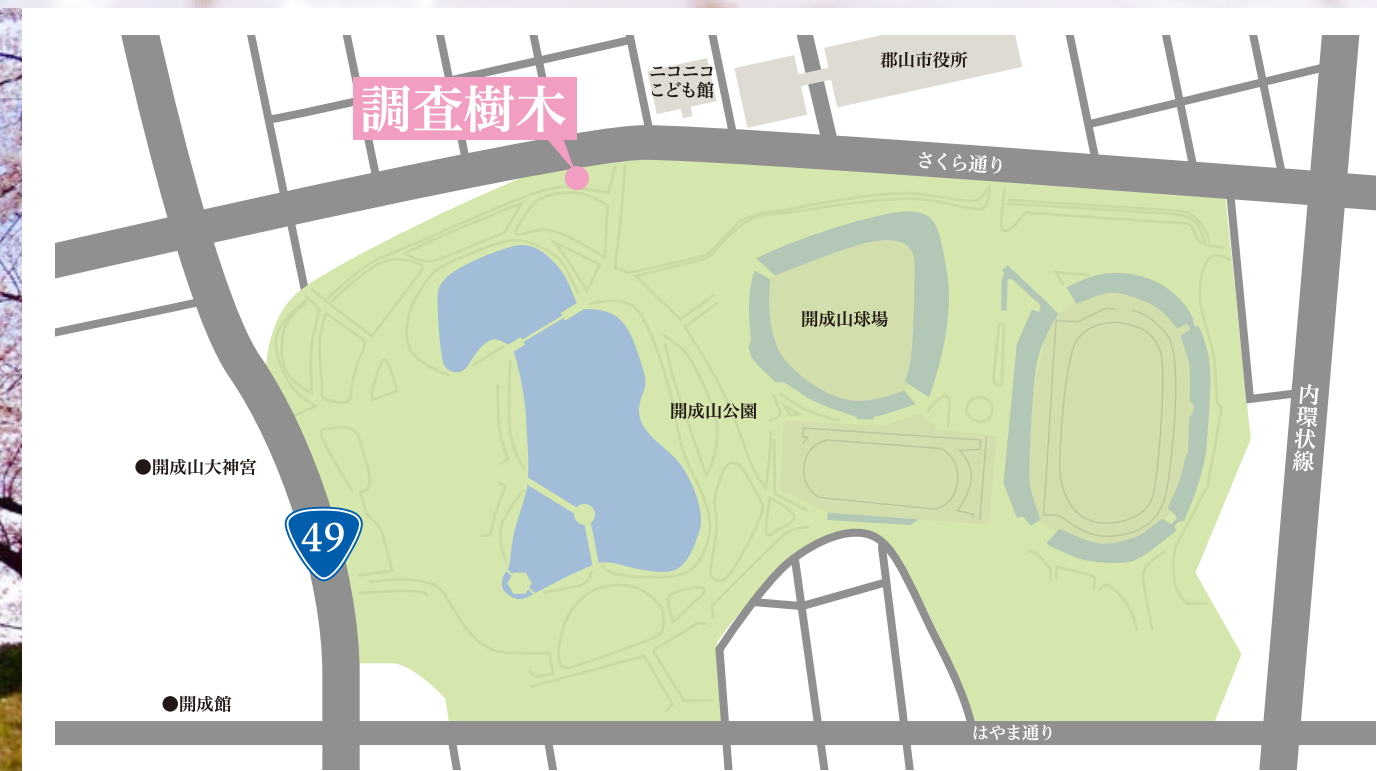 郡山市役所
ニコニコ
こども館
調査樹木
さくら通り
開成山球場
開成山公園
内環状線
●開成山大神宮
49
●開成館
はやま通り